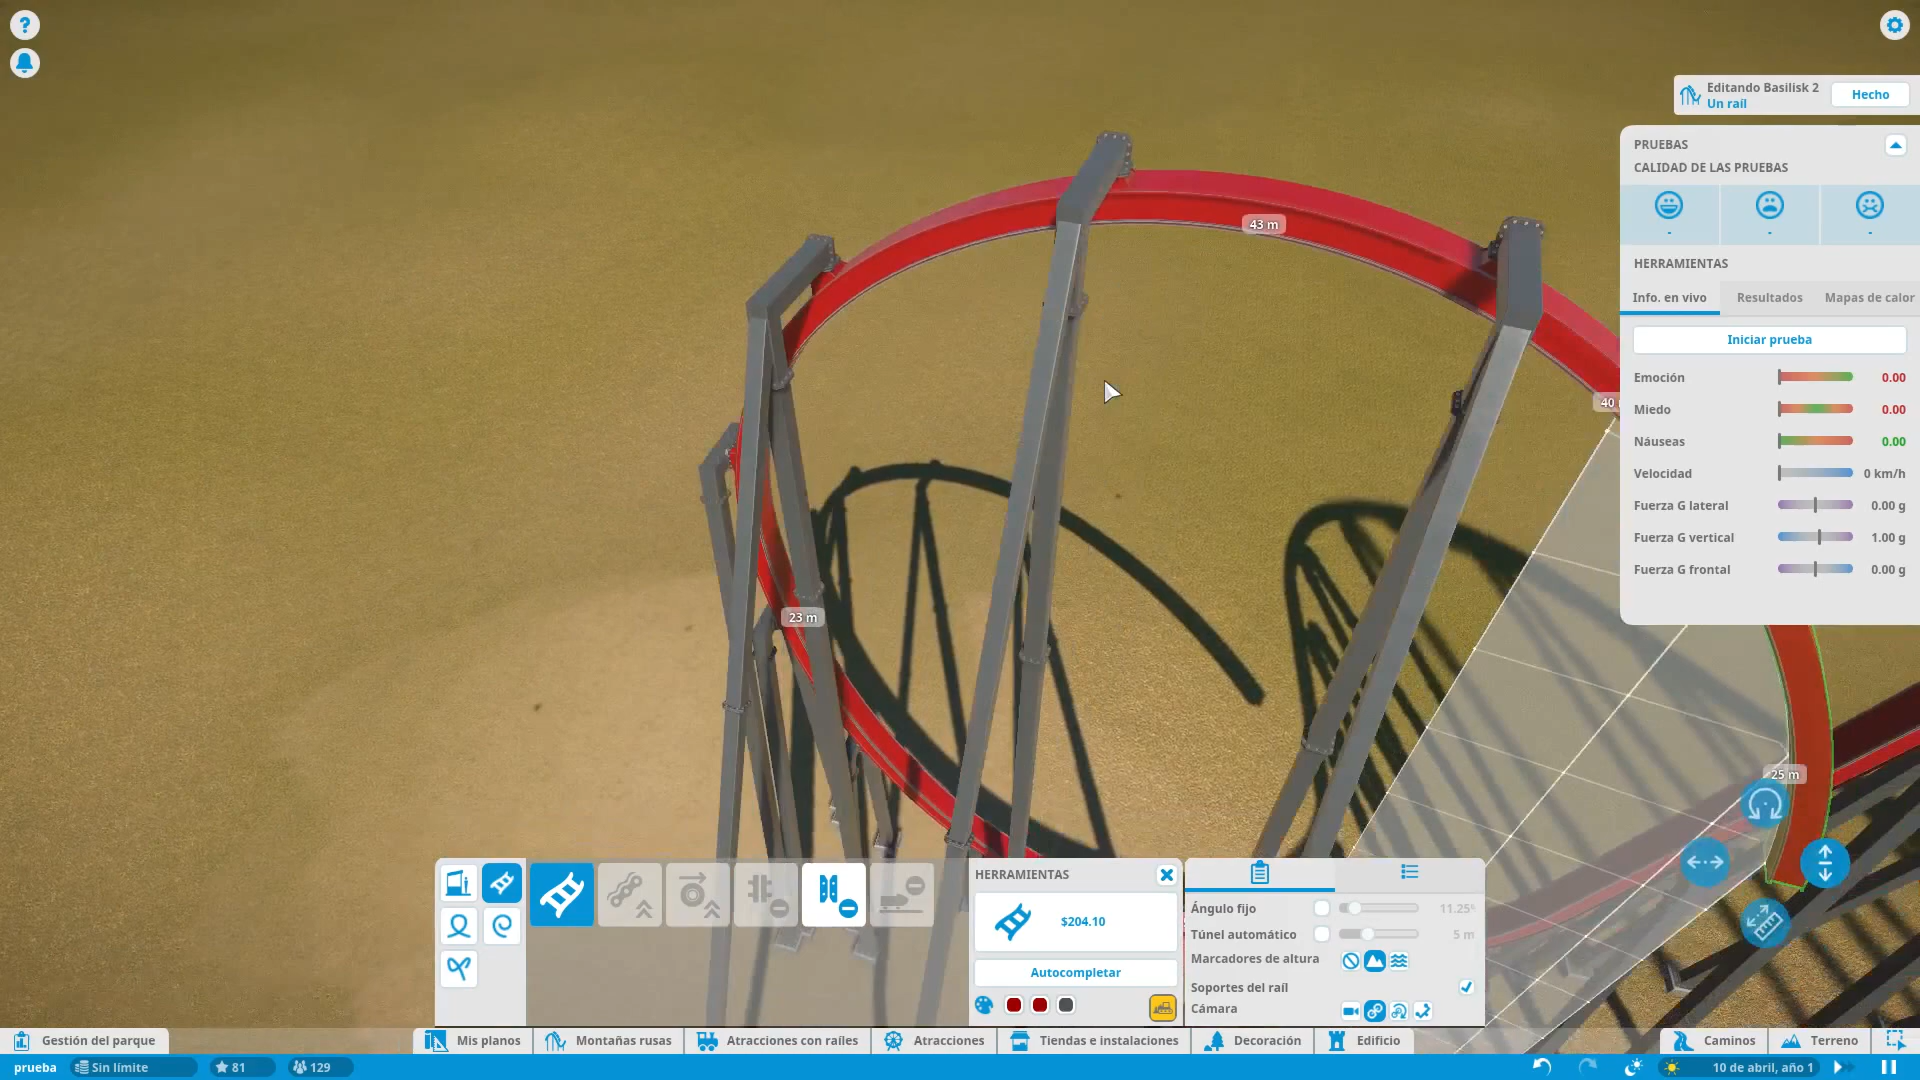 ?
Editando Basilisk 2
Un raíl
Hecho
PRUEBAS
CALIDAD DE LAS PRUEBAS
- - -
HERRAMIENTAS
Info. en vivo
Resultados
Mapas de calor
Iniciar prueba
Emoción 0.00
Miedo 0.00
Náuseas 0.00
Velocidad 0 km/h
Fuerza G lateral 0.00 g
Fuerza G vertical 1.00 g
Fuerza G frontal 0.00 g
43 m
40
23 m
25 m
HERRAMIENTAS
$204.10
Autocompletar
Ángulo fijo 11.25°
Túnel automático 5 m
Marcadores de altura
Soportes del raíl
Cámara
Gestión del parque
Mis planos
Montañas rusas
Atracciones con raíles
Atracciones
Tiendas e instalaciones
Decoración
Edificio
Caminos
Terreno
prueba
Sin límite
81
129
10 de abril, año 1